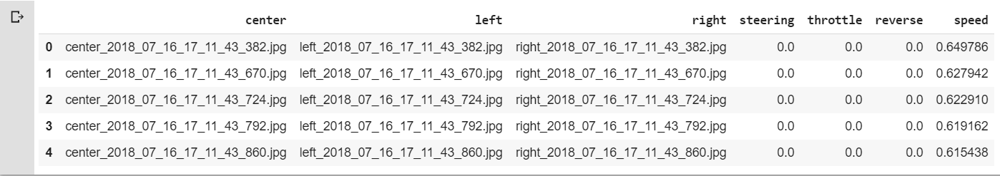 center left right steering throttle reverse speed
0 center_2018_07_16_17_11_43_382.jpg left_2018_07_16_17_11_43_382.jpg right_2018_07_16_17_11_43_382.jpg 0.0 0.0 0.0 0.649786
1 center_2018_07_16_17_11_43_670.jpg left_2018_07_16_17_11_43_670.jpg right_2018_07_16_17_11_43_670.jpg 0.0 0.0 0.0 0.627942
2 center_2018_07_16_17_11_43_724.jpg left_2018_07_16_17_11_43_724.jpg right_2018_07_16_17_11_43_724.jpg 0.0 0.0 0.0 0.622910
3 center_2018_07_16_17_11_43_792.jpg left_2018_07_16_17_11_43_792.jpg right_2018_07_16_17_11_43_792.jpg 0.0 0.0 0.0 0.619162
4 center_2018_07_16_17_11_43_860.jpg left_2018_07_16_17_11_43_860.jpg right_2018_07_16_17_11_43_860.jpg 0.0 0.0 0.0 0.615438